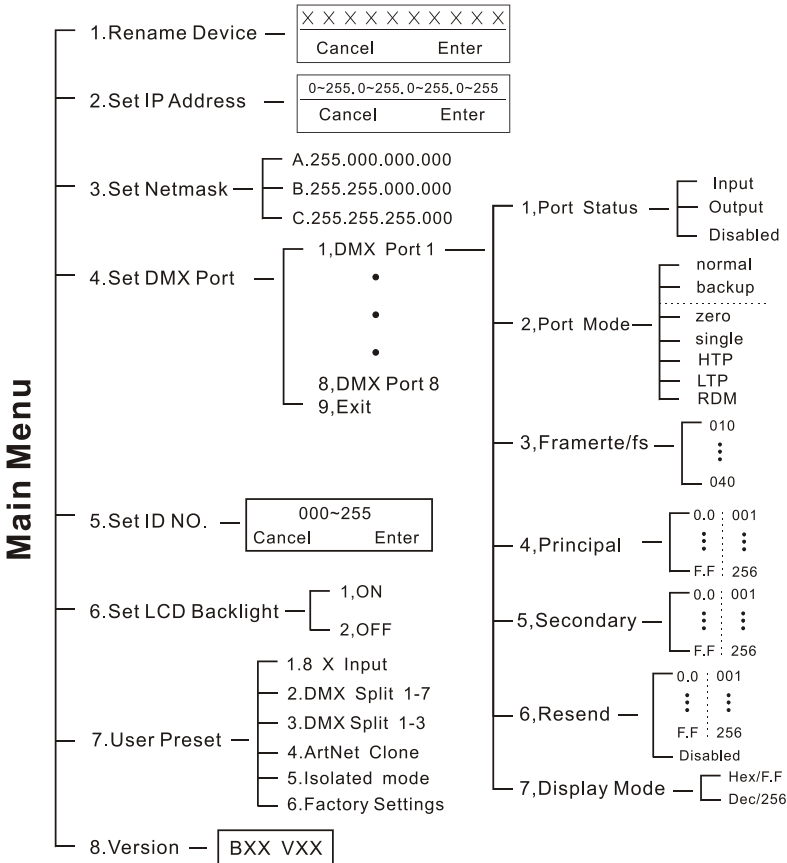 Main Menu
1.Rename Device
X X X X X X X X X
Cancel Enter
2.Set IP Address
0~255. 0~255. 0~255. 0~255
Cancel Enter
3.Set Netmask
A.255.000.000.000
B.255.255.000.000
C.255.255.255.000
4.Set DMX Port
1,DMX Port 1
8,DMX Port 8
9,Exit
1,Port Status
Input
Output
Disabled
2,Port Mode
normal
backup
zero
single
HTP
LTP
RDM
3,Framerte/fs
010
040
4,Principal
0.0 001
F.F 256
5,Secondary
0.0 001
F.F 256
6,Resend
0.0 001
F.F 256
Disabled
7,Display Mode
Hex/F.F
Dec/256
5.Set ID NO.
000~255
Cancel Enter
6.Set LCD Backlight
1,ON
2,OFF
7.User Preset
1.8 X Input
2.DMX Split 1-7
3.DMX Split 1-3
4.ArtNet Clone
5.Isolated mode
6.Factory Settings
8.Version
BXX VXX